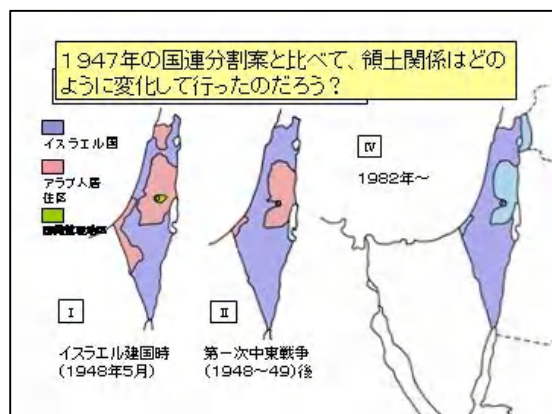 1947年の国連分割案と比べて、領土関係はどの
ように変化して行ったのだろう？
イスラエル国
アラブ人居
住区
Ⅰ
イスラエル建国時
(1948年5月)
Ⅱ
第一次中東戦争
(1948～49)後
Ⅳ
1982年～